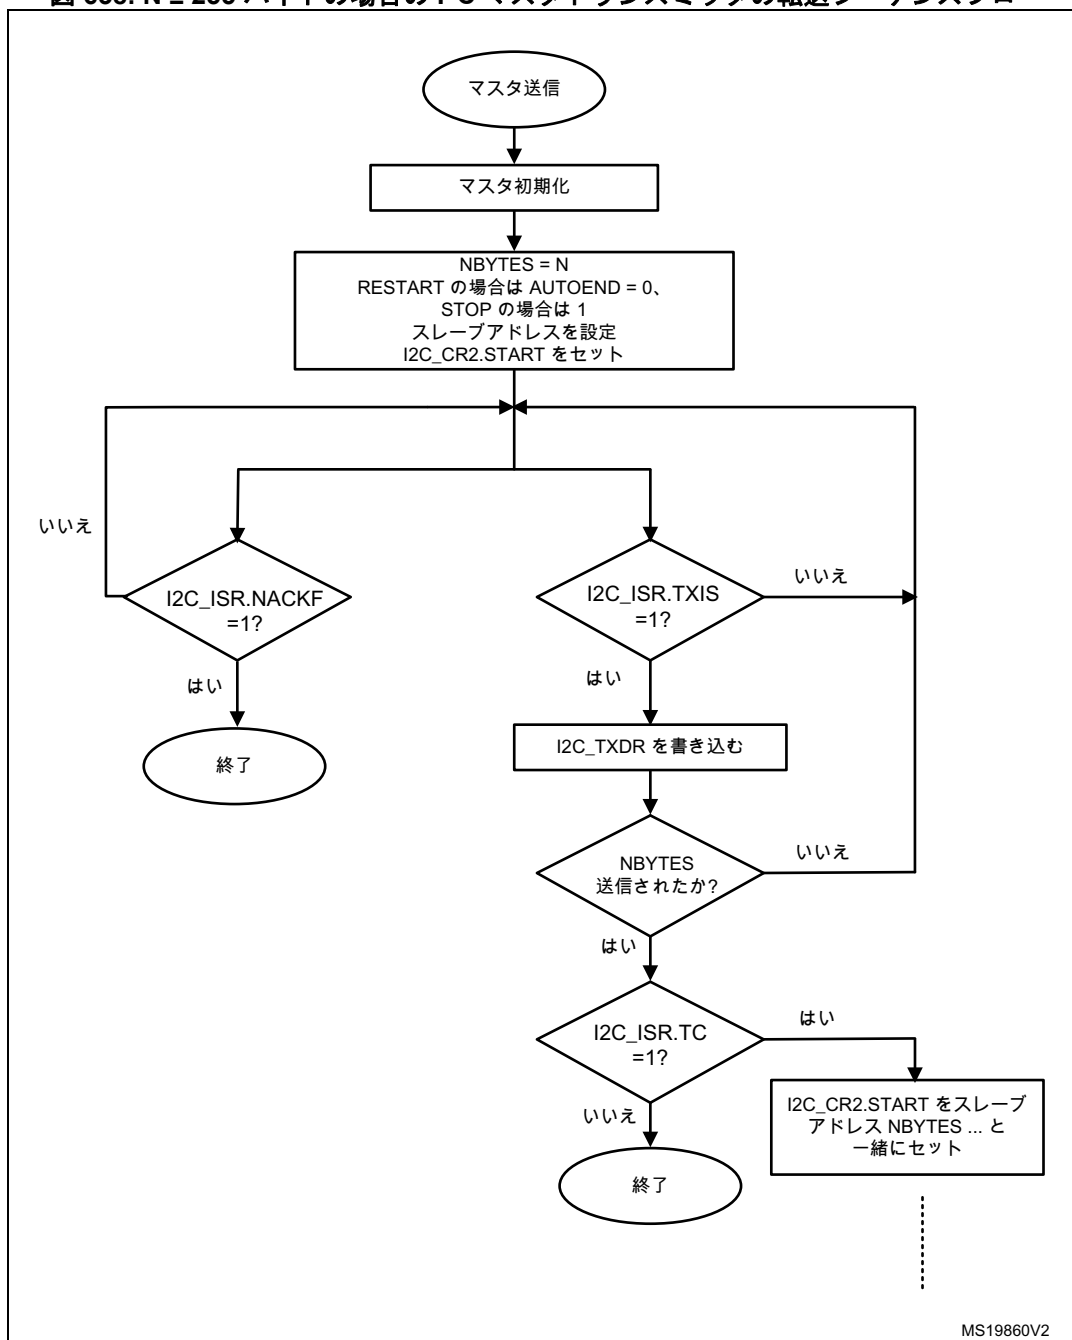 マスタ送信
マスタ初期化
NBYTES = N
RESTART の場合は AUTOEND = 0、
STOP の場合は 1
スレーブアドレスを設定
I2C_CR2.START をセット
いいえ
I2C_ISR.NACKF
=1?
はい
終了
I2C_ISR.TXIS
=1?
いいえ
はい
I2C_TXDR を書き込む
NBYTES
送信されたか?
いいえ
はい
I2C_ISR.TC
=1?
はい
いいえ
I2C_CR2.START をスレーブ
アドレス NBYTES ... と
一緒にセット
終了
MS19860V2